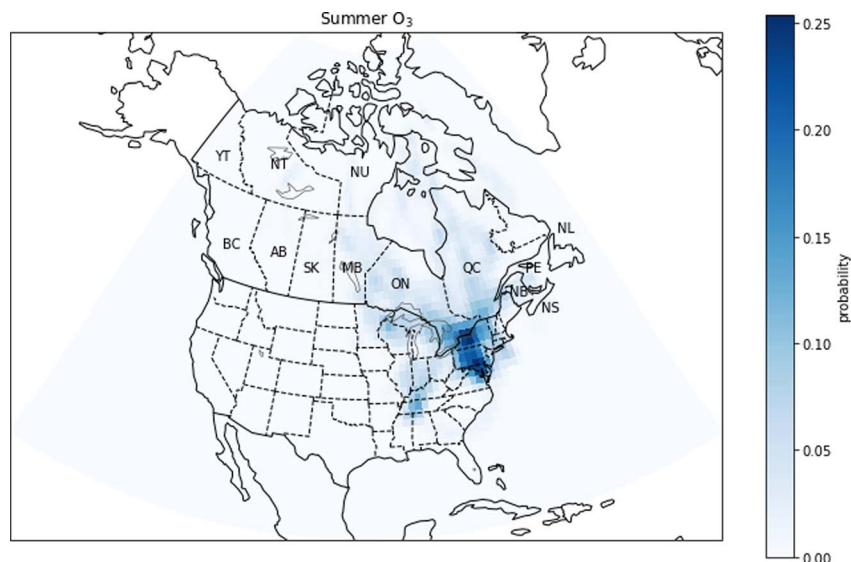 Summer O₃
0.25
0.20
0.15
0.10
0.05
0.00
probability
YT
NT
NU
BC
AB
SK
MB
ON
QC
NL
PE
NB
NS